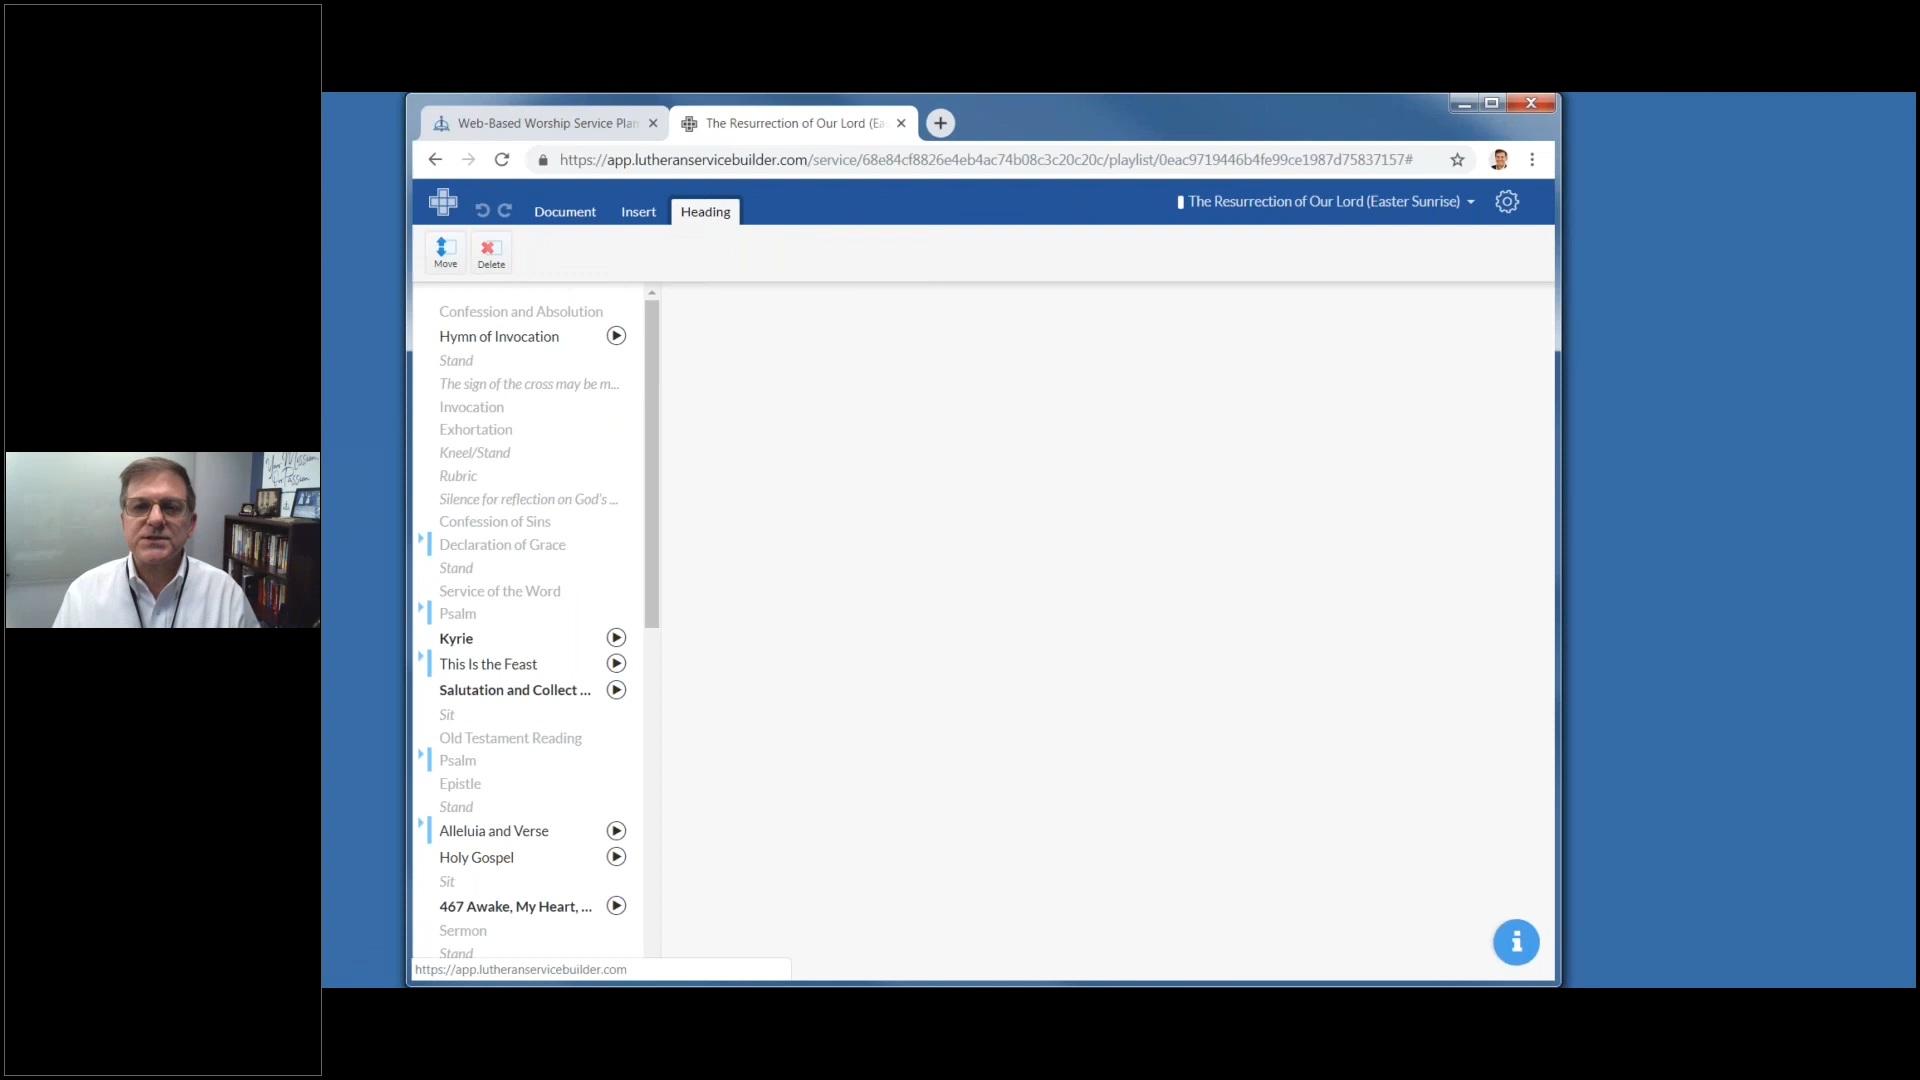 Your Mission
Our Passion
Web-Based Worship Service Plan
The Resurrection of Our Lord (Ea
https://app.lutheranservicebuilder.com/service/68e84cf8826e4eb4ac74b08c3c20c20c/playlist/0eac9719446b4fe99ce1987d75837157#
Document
Insert
Heading
The Resurrection of Our Lord (Easter Sunrise)
Move
Delete
Confession and Absolution
Hymn of Invocation
Stand
The sign of the cross may be m...
Invocation
Exhortation
Kneel/Stand
Rubric
Silence for reflection on God's ...
Confession of Sins
Declaration of Grace
Stand
Service of the Word
Psalm
Kyrie
This Is the Feast
Salutation and Collect ...
Sit
Old Testament Reading
Psalm
Epistle
Stand
Alleluia and Verse
Holy Gospel
Sit
467 Awake, My Heart, ...
Sermon
Stand
https://app.lutheranservicebuilder.com